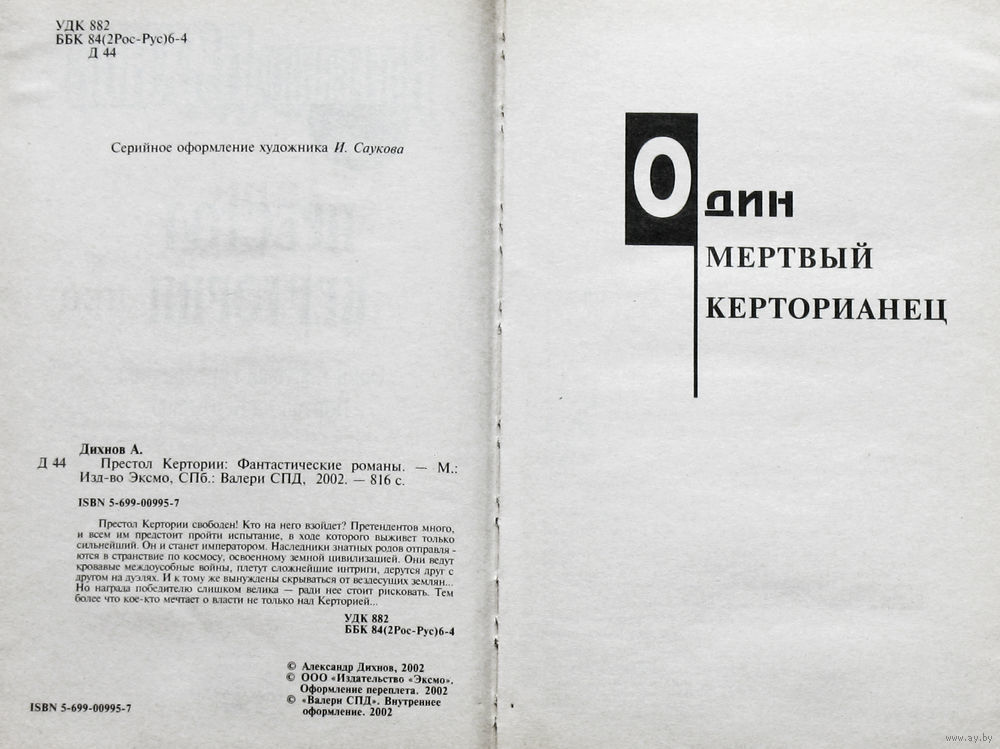 УДК 882
ББК 84(2Рос-Рус)6-4
Д 44
Серийное оформление художника И. Саукова
Дихнов А.
Д 44 Престол Кертории: Фантастические романы. — М.:
Изд-во Эксмо, СПб.: Валери СПД, 2002. — 816 с.
ISBN 5-699-00995-7
Престол Кертории свободен! Кто на него взойдет? Претендентов много,
и всем им предстоит пройти испытание, в ходе которого выживет только
сильнейший. Он и станет императором. Наследники знатных родов отправля-
ются в странствие по космосу, освоенному земной цивилизацией. Они ведут
кровавые междоусобные войны, плетут сложнейшие интриги, дерутся друг с
другом на дуэлях. И к тому же вынуждены скрываться от вездесущих землян...
Но награда победителю слишком велика — ради нее стоит рисковать. Тем
более что кое-кто мечтает о власти не только над Керторией...
УДК 882
ББК 84(2Рос-Рус)6-4
© Александр Дихнов, 2002
© ООО «Издательство «Эксмо».
Оформление переплета. 2002
© «Валери СПД». Внутреннее
оформление. 2002
ISBN 5-699-00995-7
Один
МЕРТВЫЙ
КЕРТОРИАНЕЦ
www.ay.by